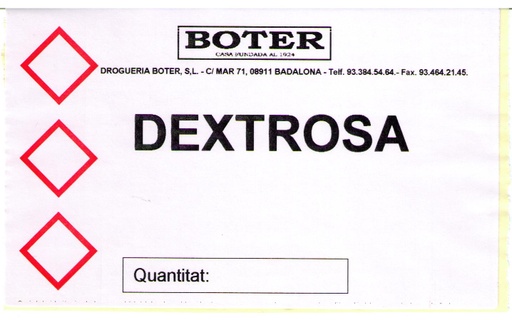 BOTER
CASA FUNDADA AL 1924
DROGUERIA BOTER, S,L. - C/ MAR 71, 08911 BADALONA - Telf. 93.384.54.64.- Fax. 93.464.21.45.
DEXTROSA
Quantitat: